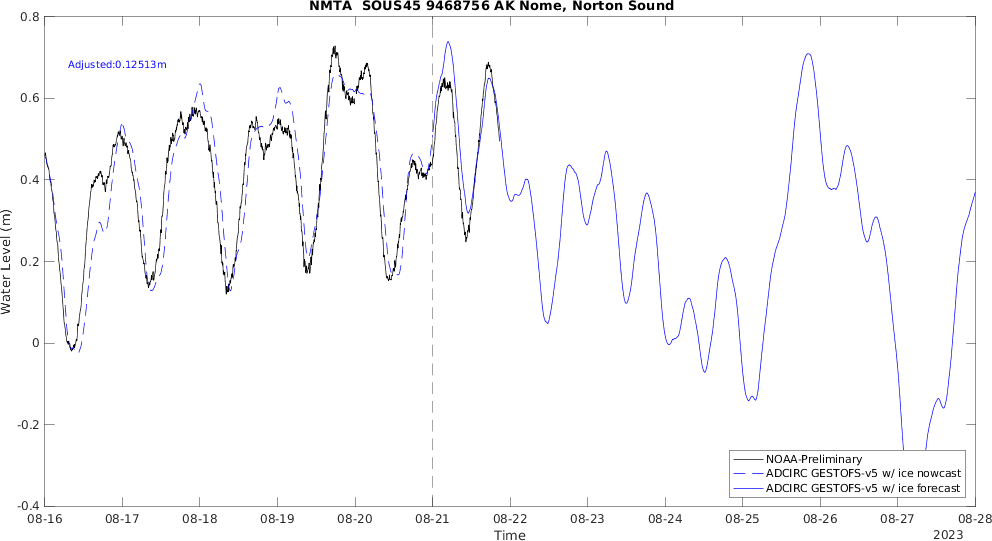 NMTA  SOUS45 9468756 AK Nome, Norton Sound
0.8
Adjusted:0.12513m
0.6
0.4
0.2
0
-0.2
-0.4
Water Level (m)
NOAA-Preliminary
ADCIRC GESTOFS-v5 w/ ice nowcast
ADCIRC GESTOFS-v5 w/ ice forecast
08-16 08-17 08-18 08-19 08-20 08-21 08-22 08-23 08-24 08-25 08-26 08-27 08-28
Time
2023